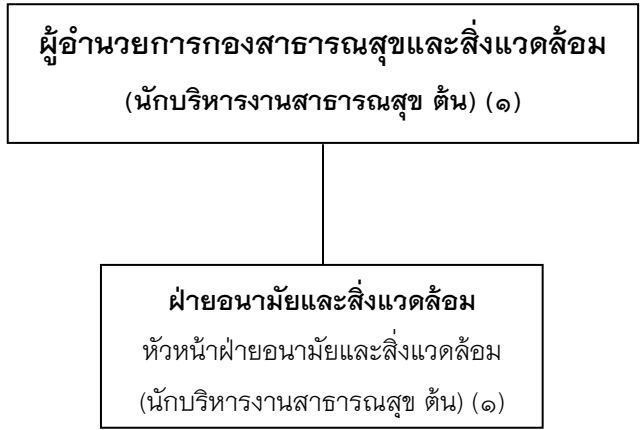 ผู้อำนวยการกองสาธารณสุขและสิ่งแวดล้อม
(นักบริหารงานสาธารณสุข ต้น) (๑)
ฝ่ายอนามัยและสิ่งแวดล้อม
หัวหน้าฝ่ายอนามัยและสิ่งแวดล้อม
(นักบริหารงานสาธารณสุข ต้น) (๑)